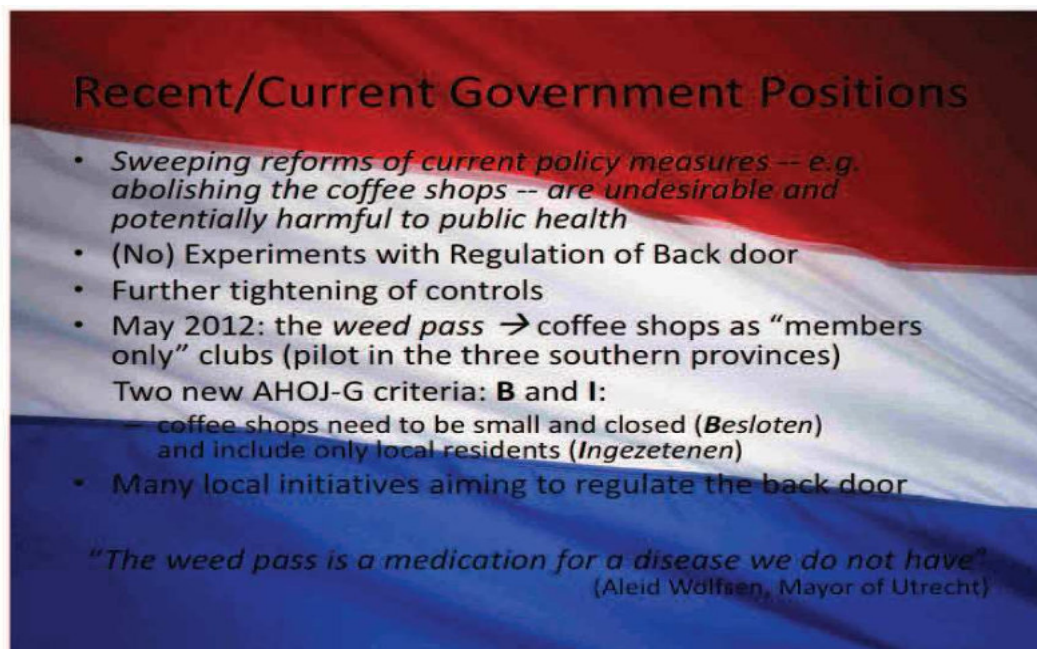 Recent/Current Government Positions
• Sweeping reforms of current policy measures -- e.g.
abolishing the coffee shops -- are undesirable and
potentially harmful to public health
• (No) Experiments with Regulation of Back door
• Further tightening of controls
• May 2012: the weed pass → coffee shops as “members
only” clubs (pilot in the three southern provinces)
Two new AHOJ-G criteria: B and I:
– coffee shops need to be small and closed (Besloten)
and include only local residents (Ingezetenen)
• Many local initiatives aiming to regulate the back door
“The weed pass is a medication for a disease we do not have”
(Aleid Wolfsen, Mayor of Utrecht)